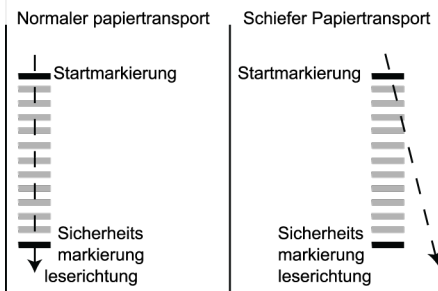 Normaler papiertransport
Startmarkierung
Sicherheits
markierung
leserichtung
Schiefer Papiertransport
Startmarkierung
Sicherheits
markierung
leserichtung